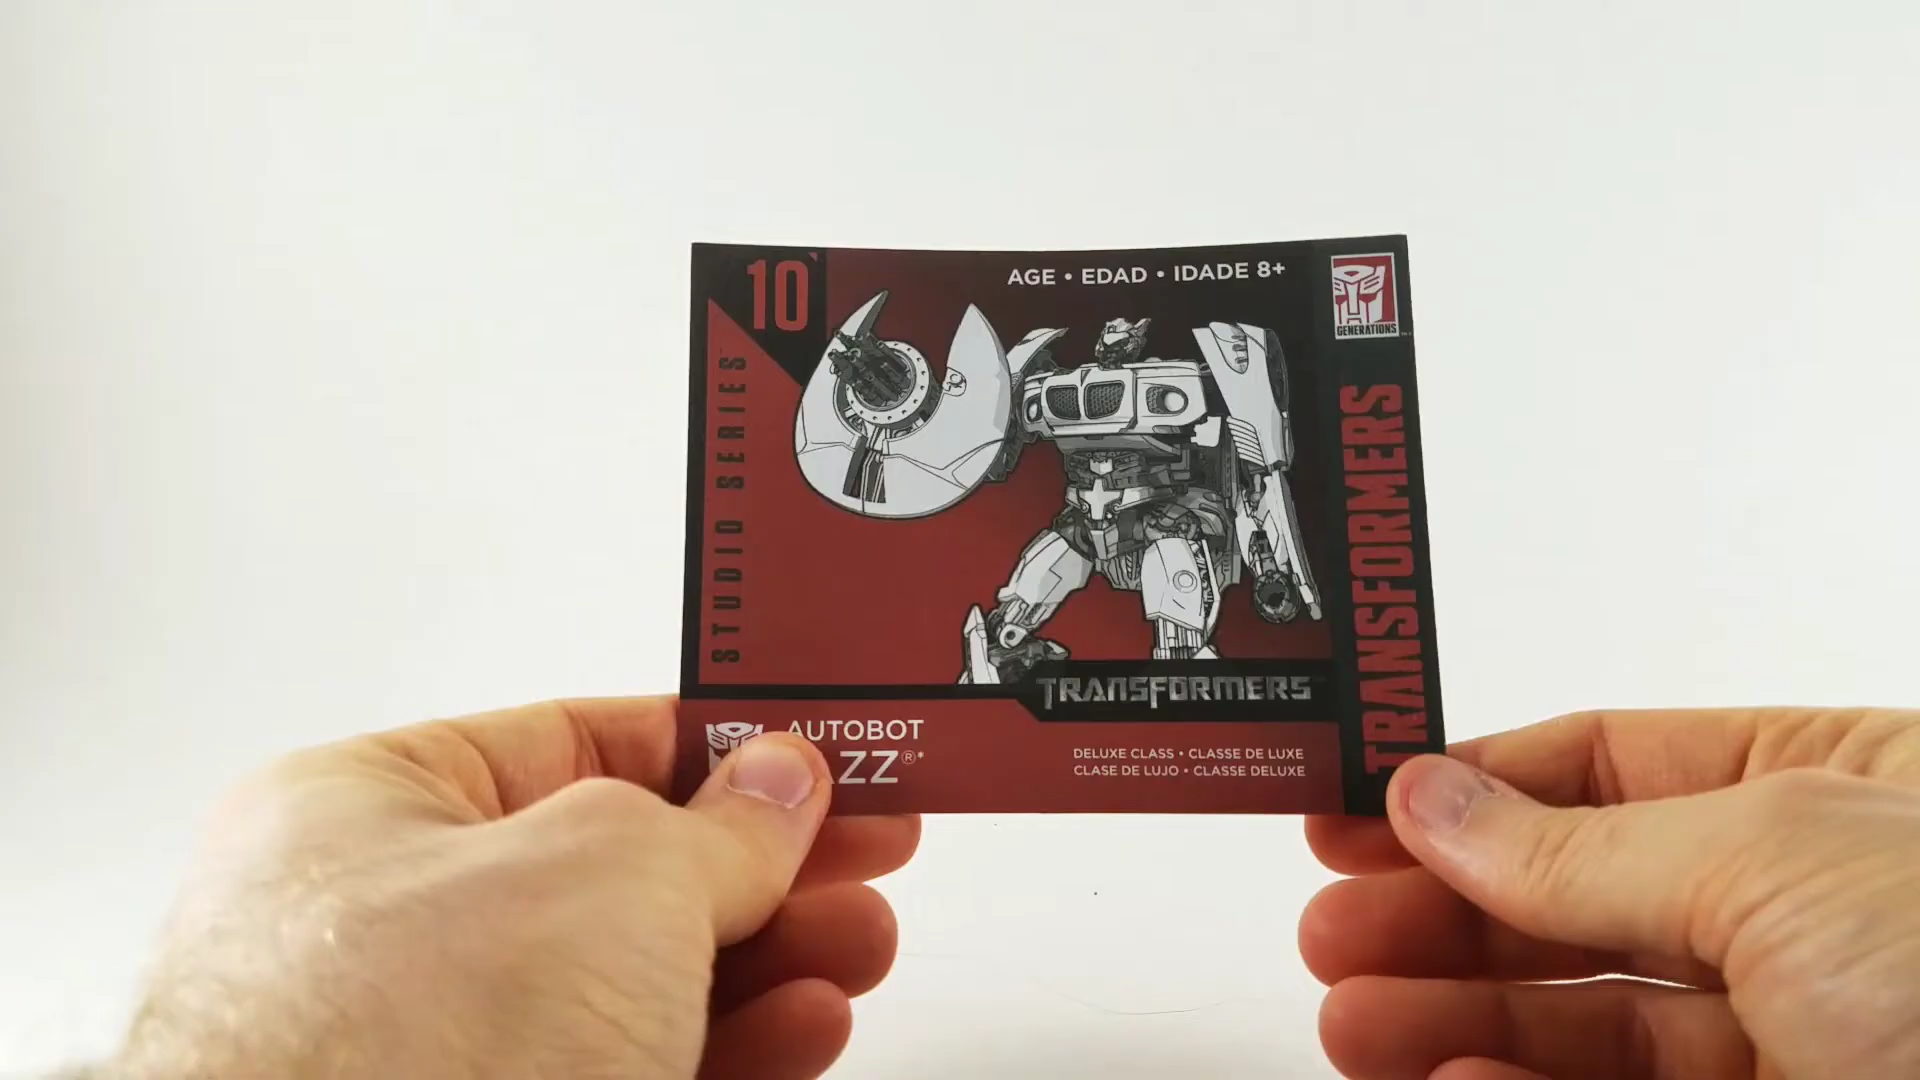 10
AGE • EDAD • IDADE 8+
GENERATIONS
STUDIO SERIES
TRANSFORMERS
TRANSFORMERS
AUTOBOT
DELUXE CLASS • CLASSE DE LUXE
CLASE DE LUJO • CLASSE DELUXE